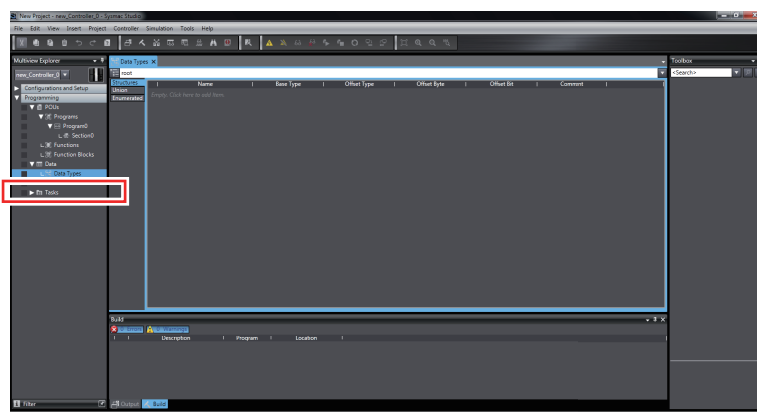 New Project - new_Controller_0 - Sysmac Studio
File Edit View Insert Project Controller Simulation Tools Help
Multiview Explorer
new_Controller_0
Configurations and Setup
Programming
POUs
Programs
Program0
Section0
Functions
Function Blocks
Data
Data Types
Tasks
Filter
Data Types
root
Structures
Union
Enumerated
Name Base Type Offset Type Offset Byte Offset Bit Comment
Empty. Click here to add Item.
Build
0 Errors 0 Warnings
Description Program Location
Output Build
Toolbox
<Search>